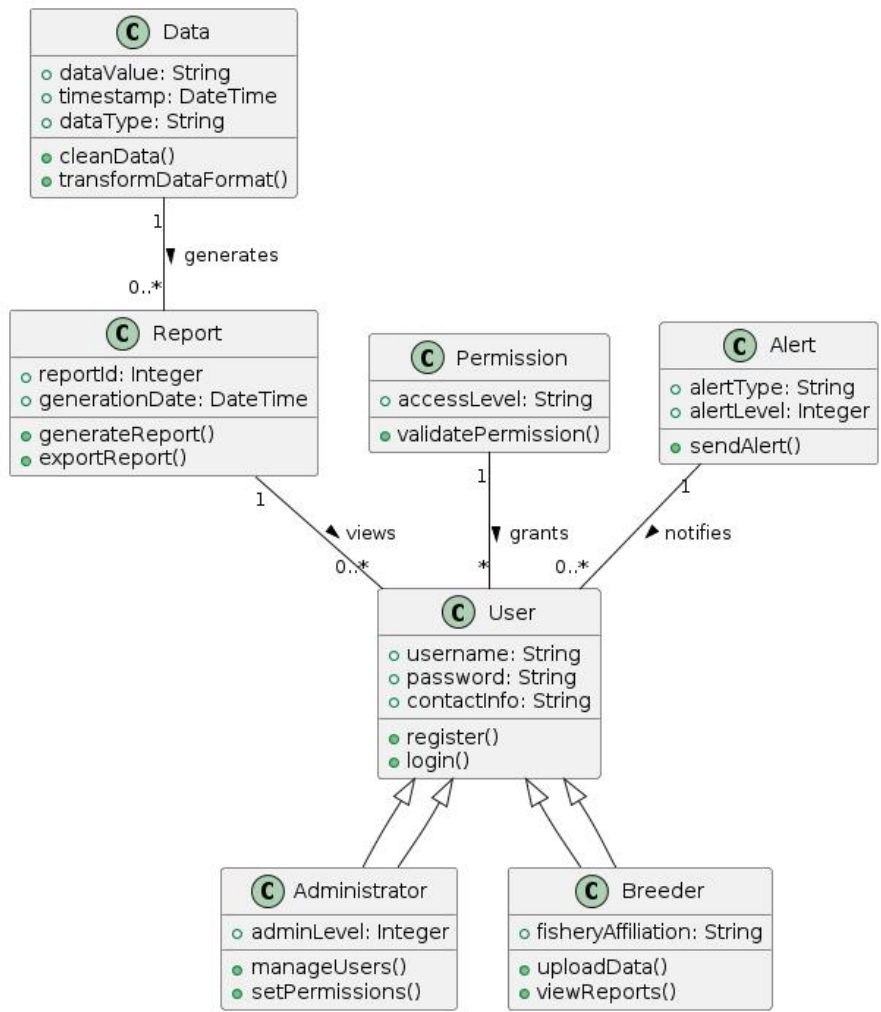 C Data
+ dataValue: String
+ timestamp: DateTime
+ dataType: String
+ cleanData()
+ transformDataFormat()
1
generates
0..*
C Report
reportId: Integer
generationDate: DateTime
generateReport()
exportReport()
C Permission
accessLevel: String
validatePermission()
C Alert
alertType: String
alertLevel: Integer
sendAlert()
1
views
0..*
1
grants
*
1
notifies
0..*
C User
username: String
password: String
contactInfo: String
register()
login()
C Administrator
adminLevel: Integer
manageUsers()
setPermissions()
C Breeder
fisheryAffiliation: String
uploadData()
viewReports()